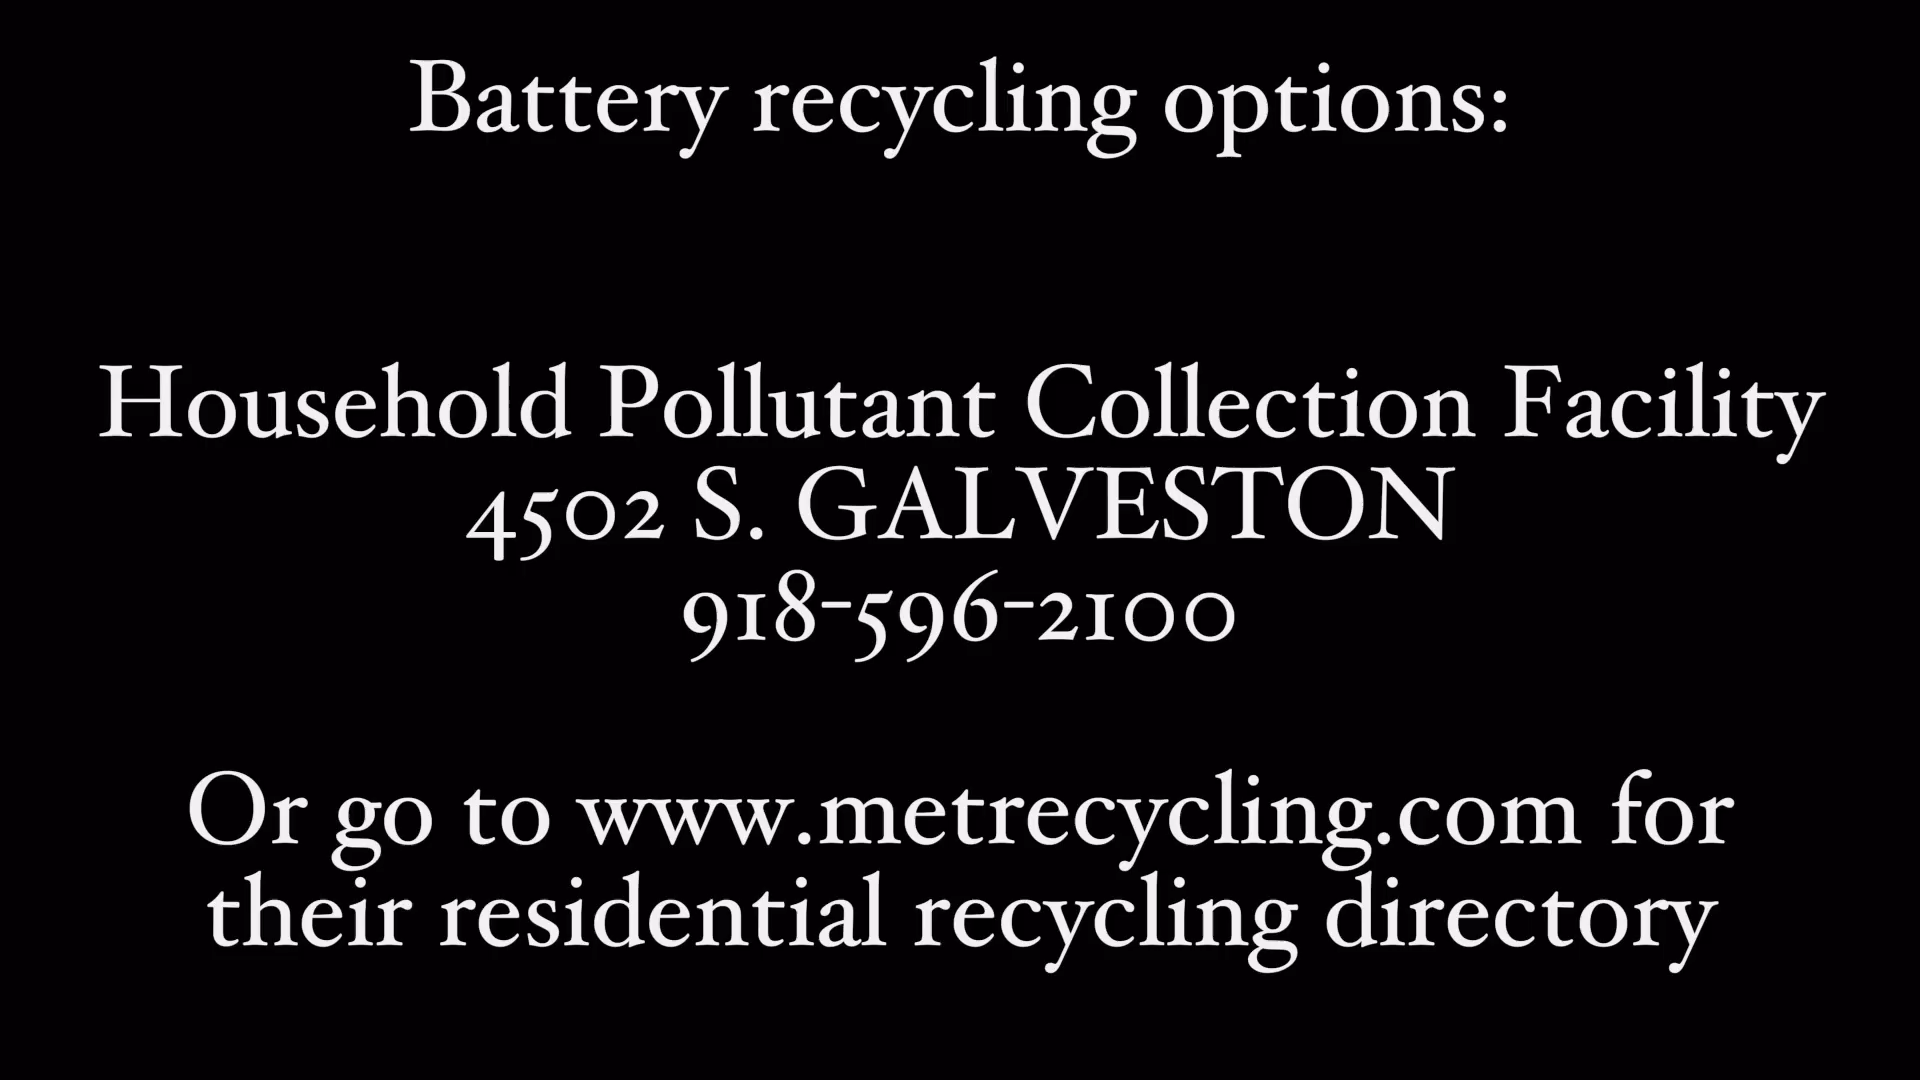 Battery recycling options:
Household Pollutant Collection Facility
4502 S. GALVESTON
918-596-2100
Or go to www.metrecycling.com for
their residential recycling directory